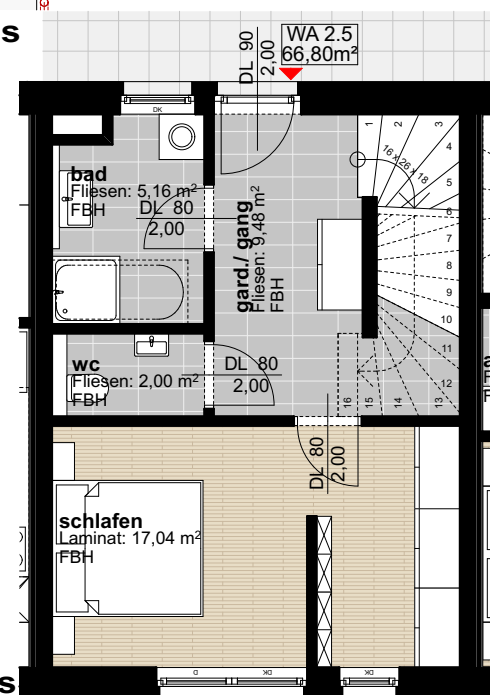 s
DL 90
2,00
WA 2.5
66,80m²
DK
bad
Fliesen: 5,16 m²
FBH
DL 80
2,00
gard./ gang
Fliesen: 9,48 m²
FBH
1
2
3
4
5
6
7
8
9
10
11
12
13
14
15
16
16 x 26 x 18
wc
Fliesen: 2,00 m²
FBH
DL 80
2,00
DL 80
2,00
schlafen
Laminat: 17,04 m²
FBH
D
DK
DK
s
F
F